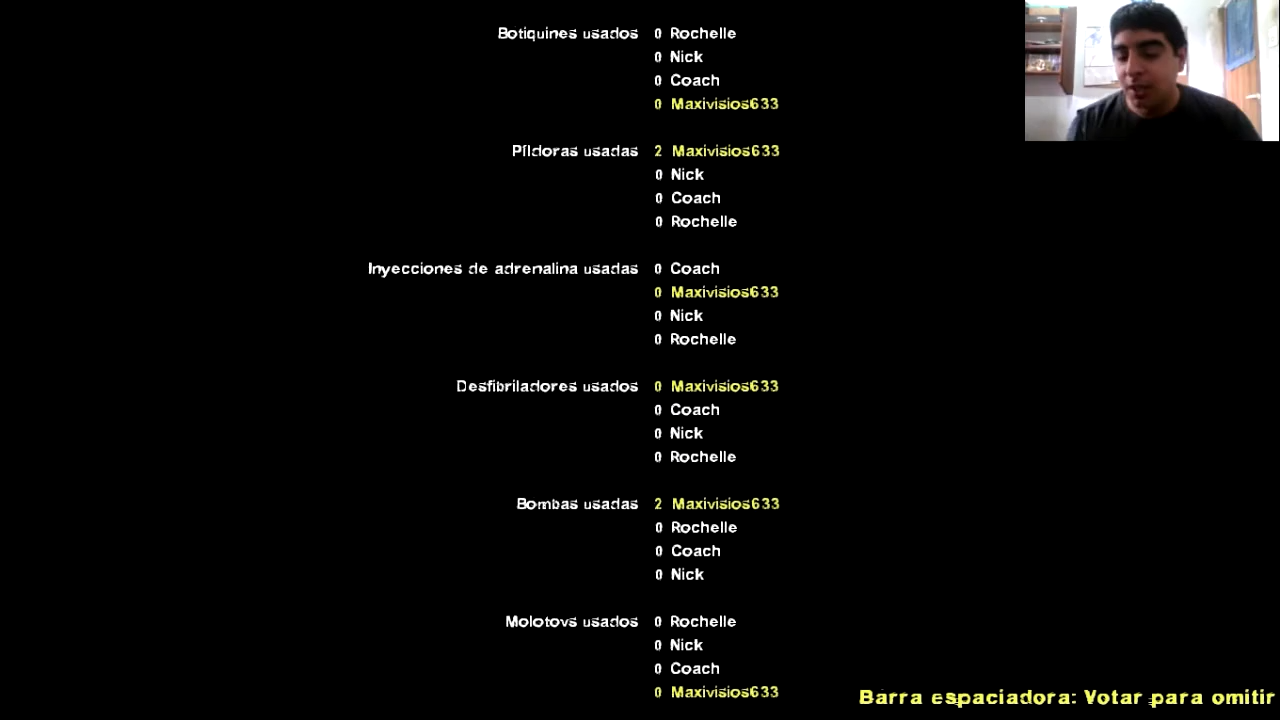 Botiquines usados 0 Rochelle
0 Nick
0 Coach
0 Maxivisios633
Píldoras usadas 2 Maxivisios633
0 Nick
0 Coach
0 Rochelle
Inyecciones de adrenalina usadas 0 Coach
0 Maxivisios633
0 Nick
0 Rochelle
Desfibriladores usados 0 Maxivisios633
0 Coach
0 Nick
0 Rochelle
Bombas usadas 2 Maxivisios633
0 Rochelle
0 Coach
0 Nick
Molotovs usados 0 Rochelle
0 Nick
0 Coach
0 Maxivisios633
Barra espaciadora: Votar para omitir